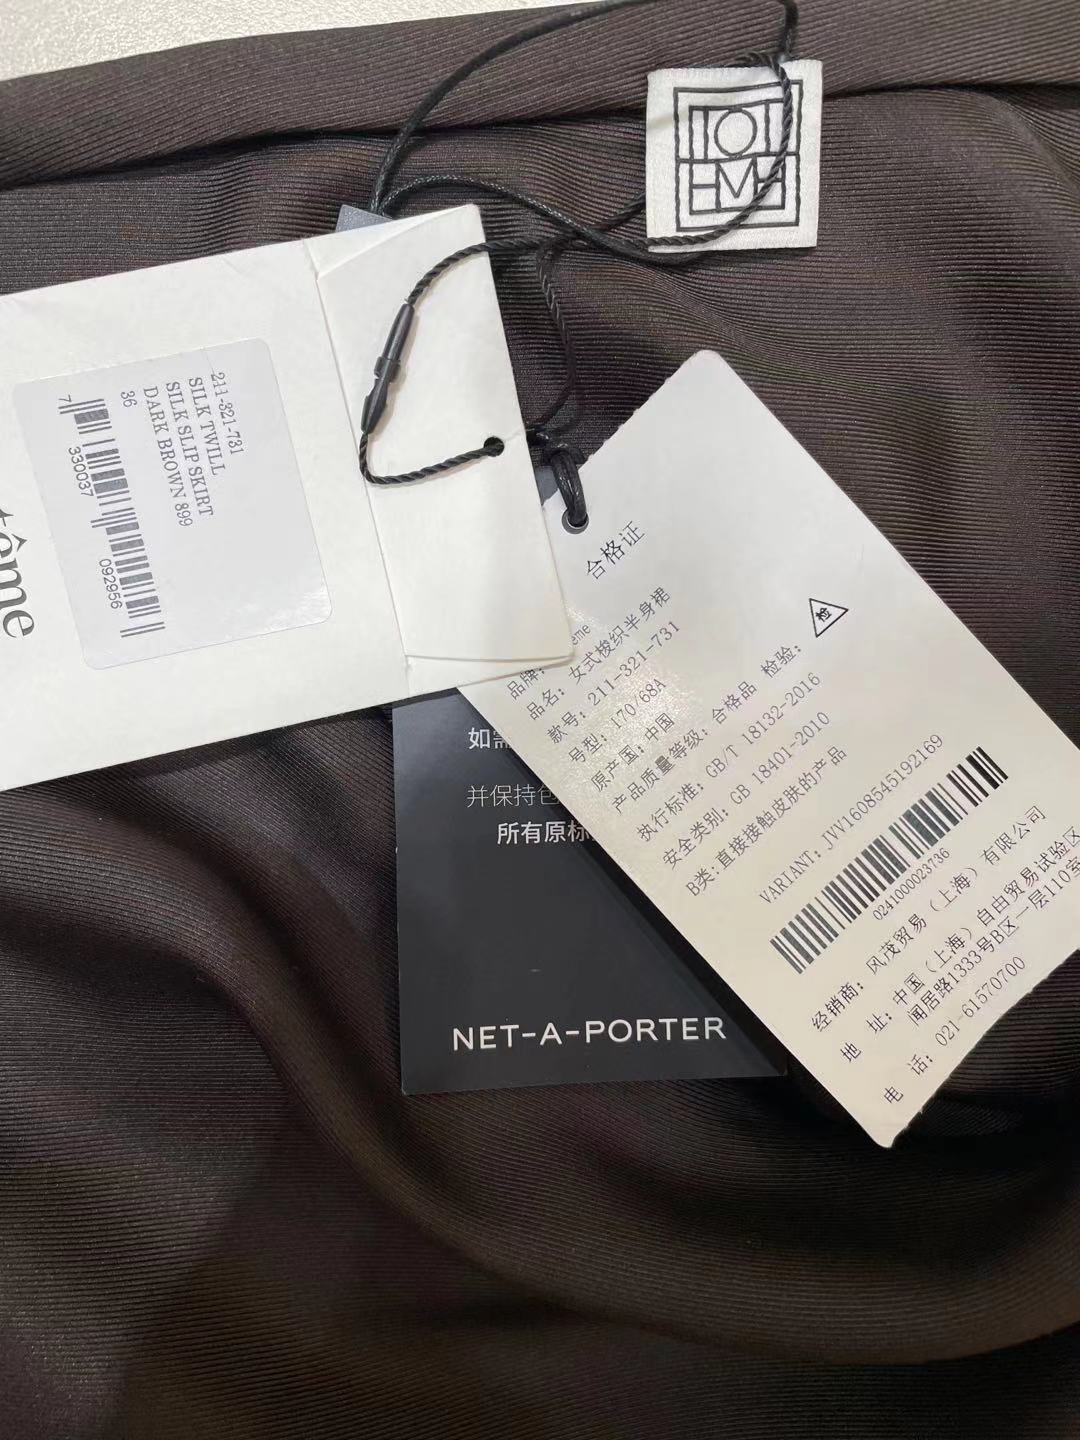 TOTÊME
211-321-731
SILK TWILL
SILK SLIP SKIRT
DARK BROWN 899
36
7 330037 092956
ême
合格证
品牌: eme
品名: 女式梭织半身裙
款号: 211-321-731
号型: 170/68A
原产国: 中国
产品质量等级: 合格品 检验: 检
执行标准: GB/T 18132-2016
安全类别: GB 18401-2010
B类: 直接接触皮肤的产品
VARIANT: JVV1608545192169
0241000023736
经销商: 风茂贸易（上海）有限公司
地 址: 中国（上海）自由贸易试验区
闻居路1333号B区一层110室
电 话: 021-61570700
如需
并保持包
所有原标
NET-A-PORTER